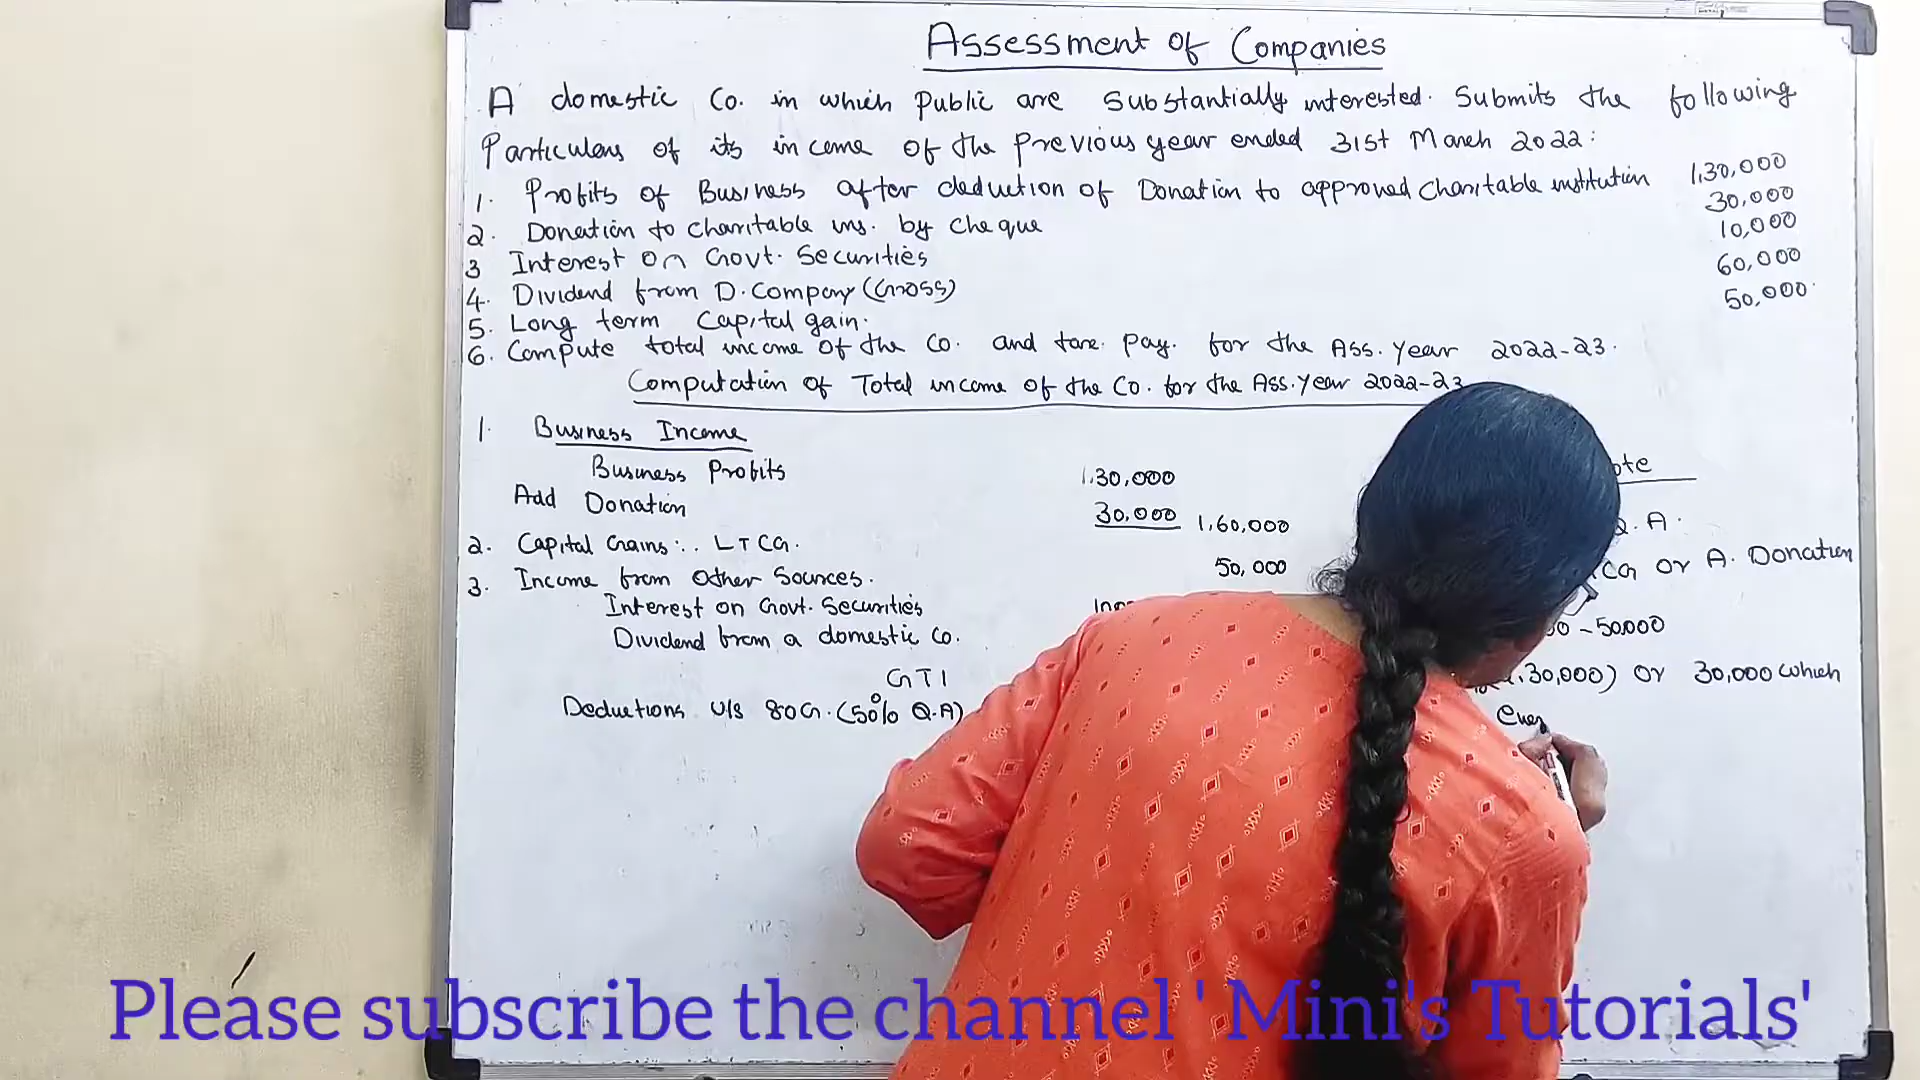 Assessment of Companies
A domestic Co. in which public are substantially interested. Submits the following
Particulars of its income of the previous year ended 31st March 2022:
1. Profits of Business after deduction of Donation to approved charitable institution 1,30,000
2. Donation to charitable ins. by cheque 30,000
3 Interest on Govt. Securities 10,000
4. Dividend from D. Company (Gross) 60,000
5. Long term Capital gain. 50,000
6. Compute total income of the Co. and tax. pay. for the Ass. Year 2022-23.
Computation of Total income of the Co. for the Ass. Year 2022-23
1. Business Income
Business Profits 1,30,000
Add Donation 30,000 1,60,000
2. Capital Gains:. LTCG. 50,000
3. Income from Other Sources.
Interest on Govt. Securities
Dividend from a domestic Co.
GTI
Deductions u/s 80G. (50% Q.A)
Q. A.
or A. Donation
- 50000
1,30,000) or 30,000 which
ever
Please subscribe the channel ' Mini's Tutorials'